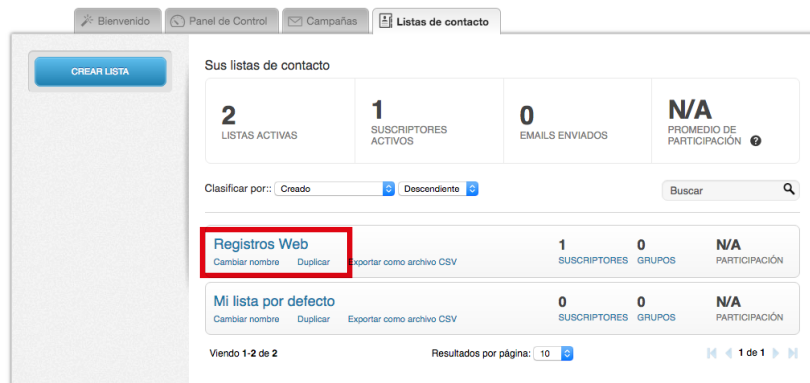 Bienvenido Panel de Control Campañas Listas de contacto
CREAR LISTA
Sus listas de contacto
2
LISTAS ACTIVAS
1
SUSCRIPTORES
ACTIVOS
0
EMAILS ENVIADOS
N/A
PROMEDIO DE
PARTICIPACIÓN ?
Clasificar por:: Creado Descendiente Buscar
Registros Web 1 0 N/A
Cambiar nombre Duplicar Exportar como archivo CSV SUSCRIPTORES GRUPOS PARTICIPACIÓN
Mi lista por defecto 0 0 N/A
Cambiar nombre Duplicar Exportar como archivo CSV SUSCRIPTORES GRUPOS PARTICIPACIÓN
Viendo 1-2 de 2 Resultados por página: 10 1 de 1